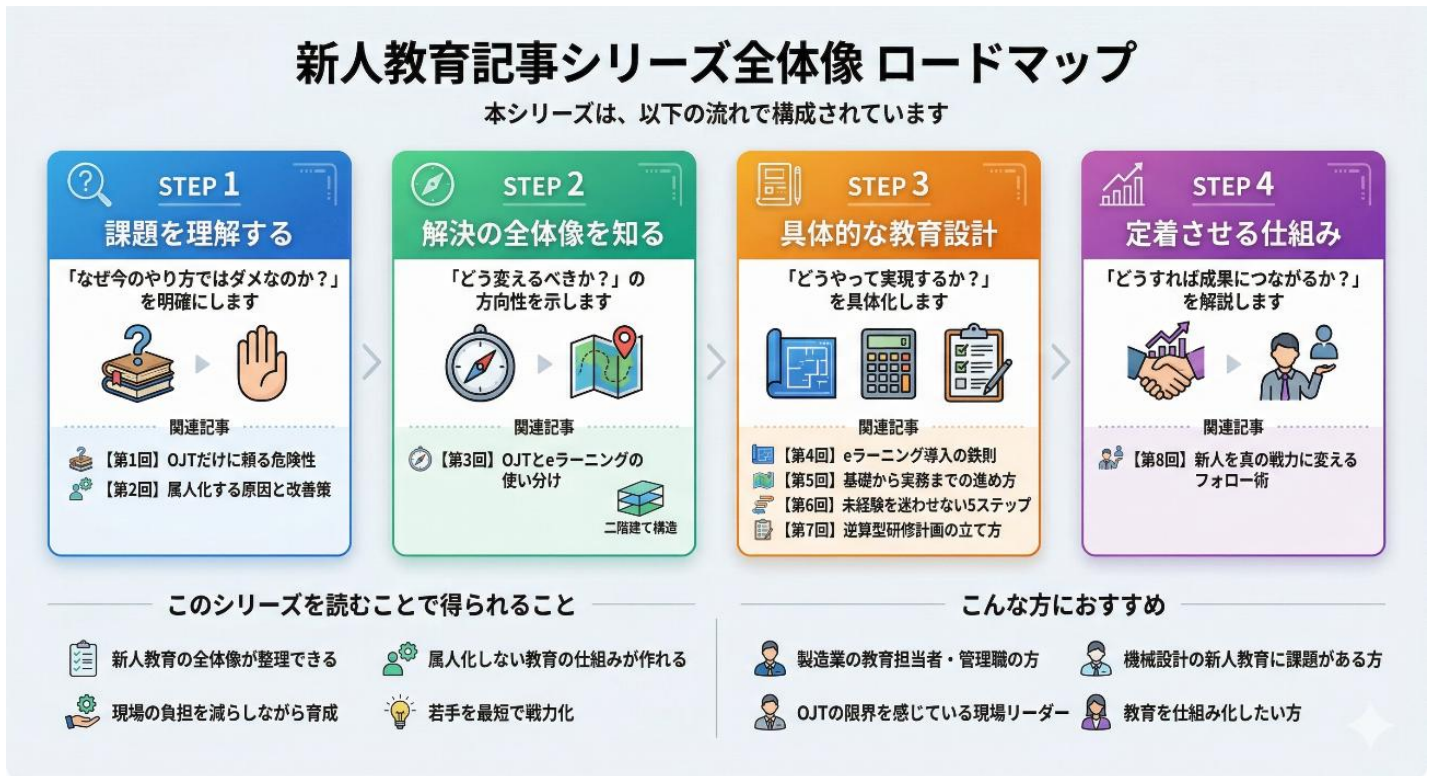 新人教育記事シリーズ全体像 ロードマップ
本シリーズは、以下の流れで構成されています
STEP 1
課題を理解する
「なぜ今のやり方ではダメなのか？」
を明確にします
関連記事
【第1回】OJTだけに頼る危険性
【第2回】属人化する原因と改善策
STEP 2
解決の全体像を知る
「どう変えるべきか？」の
方向性を示します
関連記事
【第3回】OJTとeラーニングの
使い分け
二階建て構造
STEP 3
具体的な教育設計
「どうやって実現するか？」
を具体化します
関連記事
【第4回】eラーニング導入の鉄則
【第5回】基礎から実務までの進め方
【第6回】未経験を迷わせない5ステップ
【第7回】逆算型研修計画の立て方
STEP 4
定着させる仕組み
「どうすれば成果につながるか？」
を解説します
関連記事
【第8回】新人を真の戦力に変える
フォロー術
このシリーズを読むことで得られること
新人教育の全体像が整理できる
属人化しない教育の仕組みが作れる
現場の負担を減らしながら育成
若手を最短で戦力化
こんな方におすすめ
製造業の教育担当者・管理職の方
機械設計の新人教育に課題がある方
OJTの限界を感じている現場リーダー
教育を仕組み化したい方